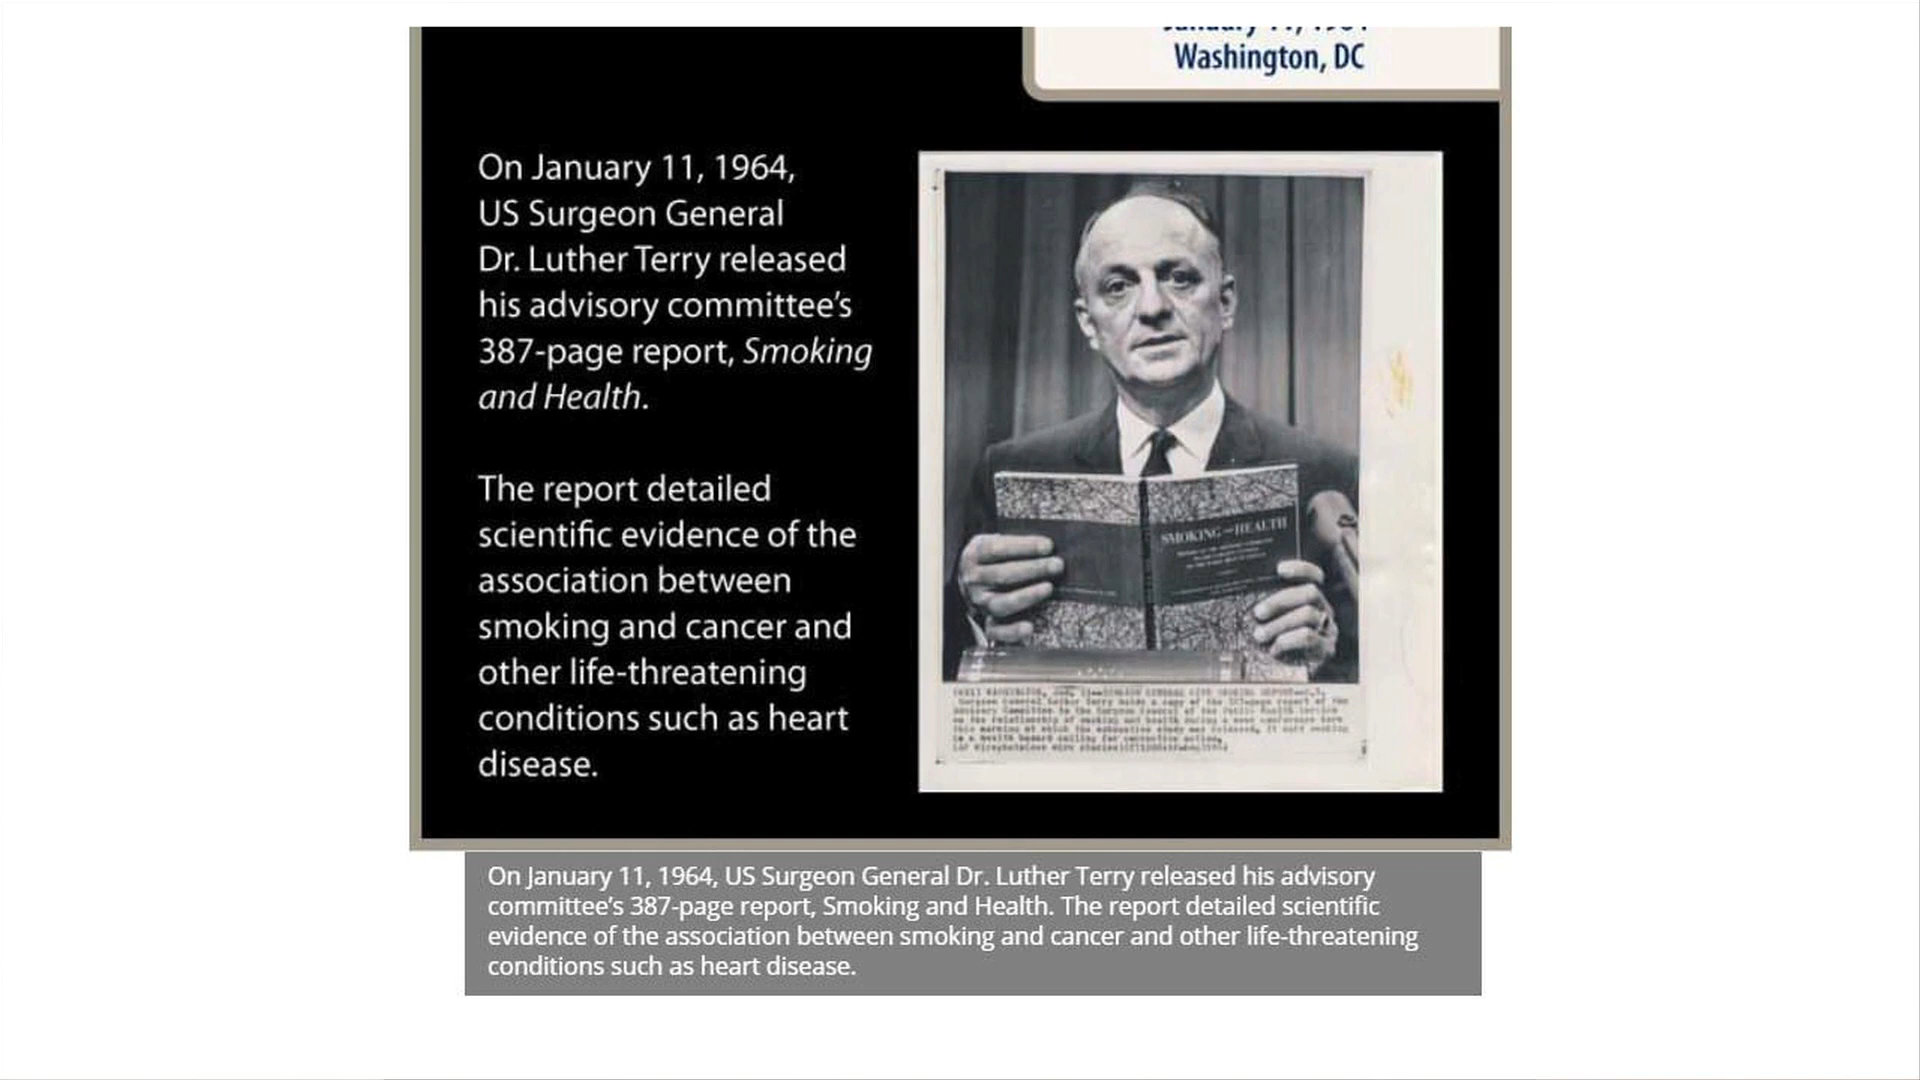 Washington, DC
On January 11, 1964,
US Surgeon General
Dr. Luther Terry released
his advisory committee's
387-page report, Smoking
and Health.
The report detailed
scientific evidence of the
association between
smoking and cancer and
other life-threatening
conditions such as heart
disease.
SMOKING and HEALTH
On January 11, 1964, US Surgeon General Dr. Luther Terry released his advisory
committee's 387-page report, Smoking and Health. The report detailed scientific
evidence of the association between smoking and cancer and other life-threatening
conditions such as heart disease.